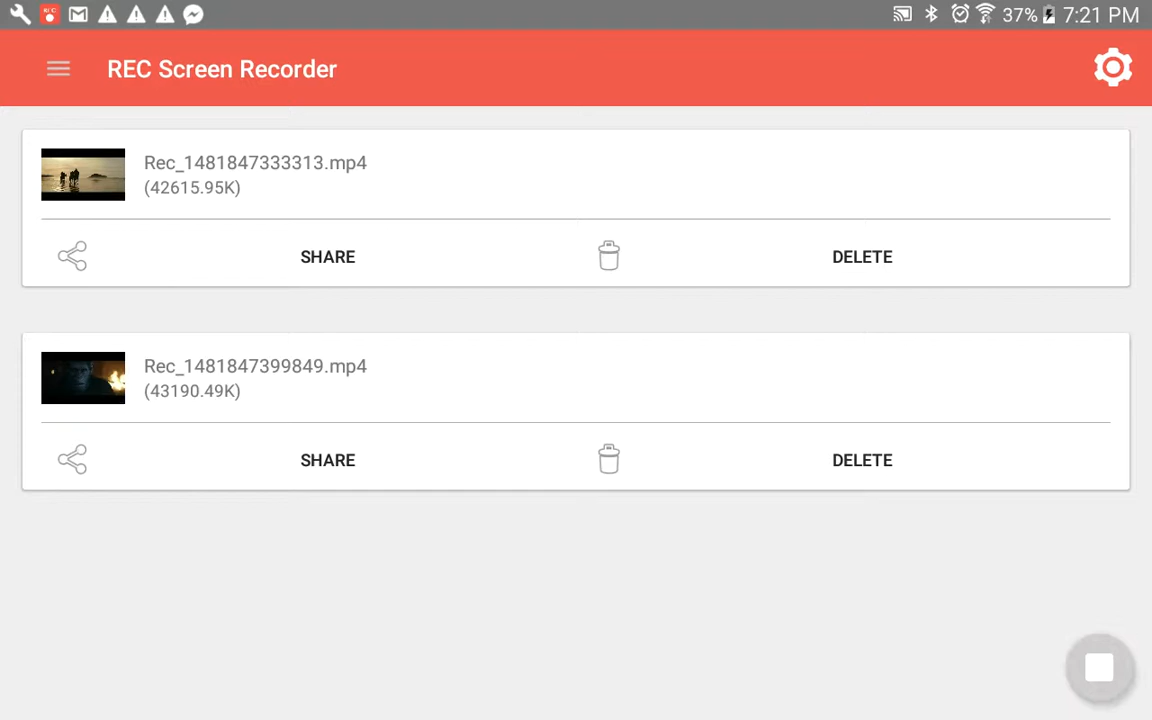 37% 7:21 PM
REC Screen Recorder
Rec_1481847333313.mp4
(42615.95K)
SHARE DELETE
Rec_1481847399849.mp4
(43190.49K)
SHARE DELETE